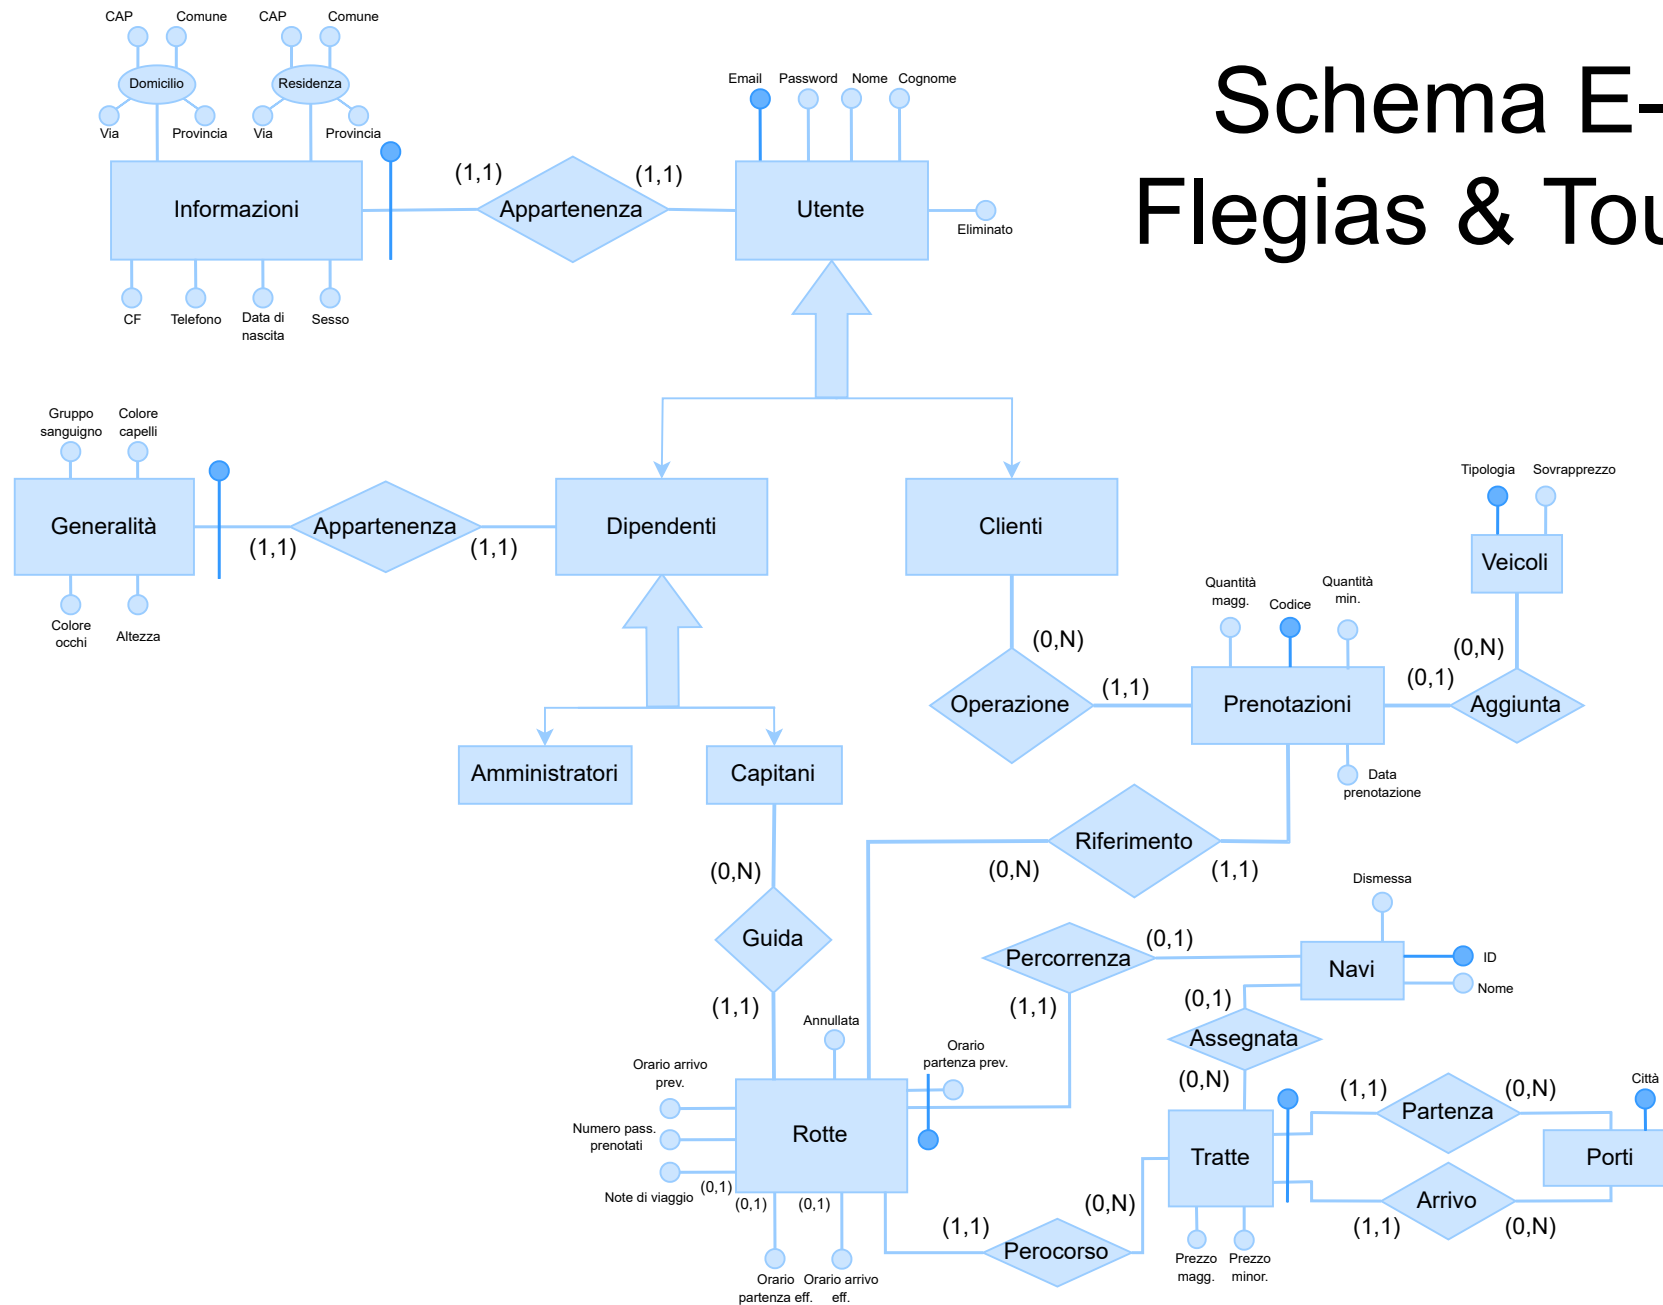 CAP
Comune
CAP
Comune
Domicilio
Residenza
Via
Provincia
Via
Provincia
Email
Password
Nome
Cognome
Schema E-
Flegias & Tou
Informazioni
(1,1)
Appartenenza
(1,1)
Utente
Eliminato
CF
Telefono
Data di
nascita
Sesso
Gruppo
sanguigno
Colore
capelli
Generalità
(1,1)
Appartenenza
(1,1)
Dipendenti
Clienti
Tipologia
Sovrapprezzo
Veicoli
Colore
occhi
Altezza
Quantità
magg.
Codice
Quantità
min.
(0,N)
(0,N)
Operazione
(1,1)
Prenotazioni
(0,1)
Aggiunta
Data
prenotazione
Amministratori
Capitani
(0,N)
Riferimento
(1,1)
(0,N)
Dismessa
Guida
Percorrenza
(0,1)
Navi
ID
Nome
(1,1)
(1,1)
(0,1)
Assegnata
(0,N)
Annullata
Orario
partenza prev.
Orario arrivo
prev.
Numero pass.
prenotati
Note di viaggio
(0,1)
(0,1)
(0,1)
Rotte
Orario
partenza eff.
Orario arrivo
eff.
(1,1)
Perocorso
(0,N)
Tratte
Prezzo
magg.
Prezzo
minor.
(1,1)
Partenza
(0,N)
Città
Porti
(1,1)
Arrivo
(0,N)